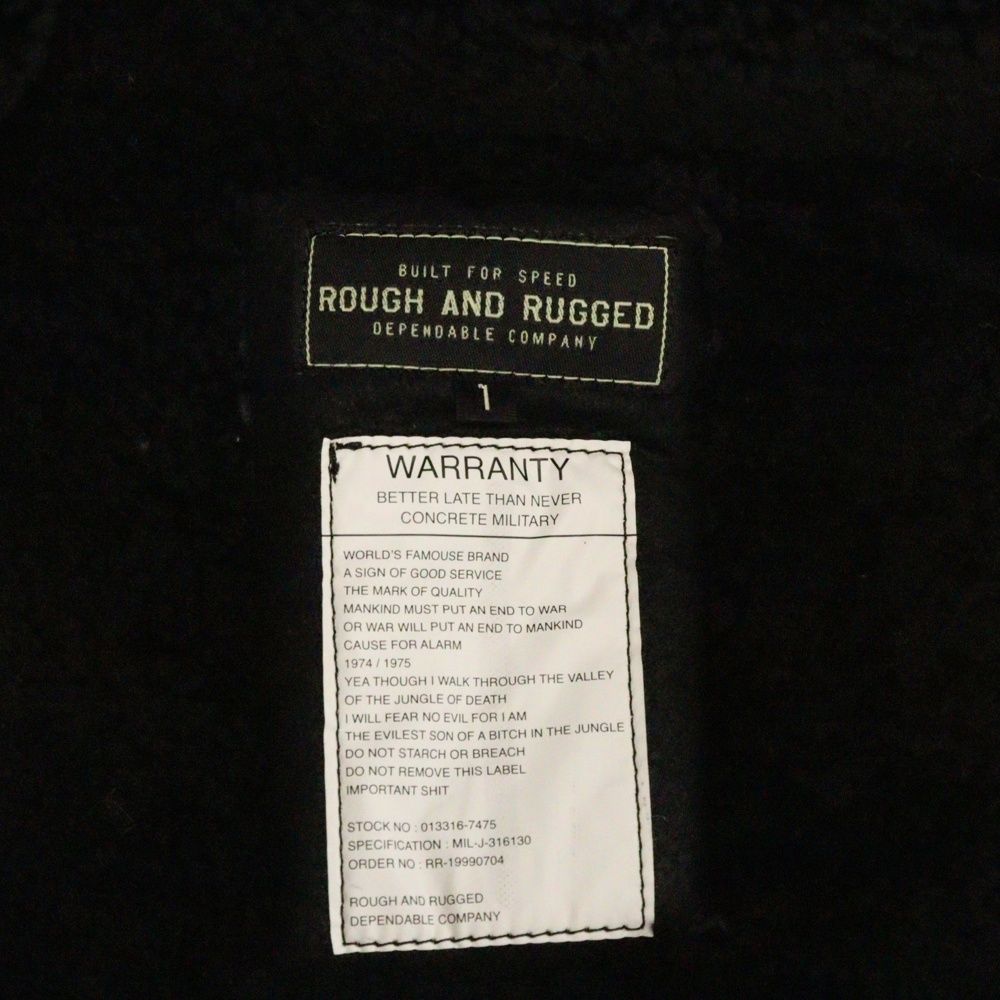 BUILT FOR SPEED
ROUGH AND RUGGED
DEPENDABLE COMPANY
1
WARRANTY
BETTER LATE THAN NEVER
CONCRETE MILITARY
WORLD'S FAMOUSE BRAND
A SIGN OF GOOD SERVICE
THE MARK OF QUALITY
MANKIND MUST PUT AN END TO WAR
OR WAR WILL PUT AN END TO MANKIND
CAUSE FOR ALARM
1974 / 1975
YEA THOUGH I WALK THROUGH THE VALLEY
OF THE JUNGLE OF DEATH
I WILL FEAR NO EVIL FOR I AM
THE EVILEST SON OF A BITCH IN THE JUNGLE
DO NOT STARCH OR BREACH
DO NOT REMOVE THIS LABEL
IMPORTANT SHIT
STOCK NO : 013316-7475
SPECIFICATION : MIL-J-316130
ORDER NO : RR-19990704
ROUGH AND RUGGED
DEPENDABLE COMPANY